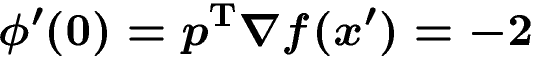 ϕ′(0) = pᵀ∇f(x′) = −2